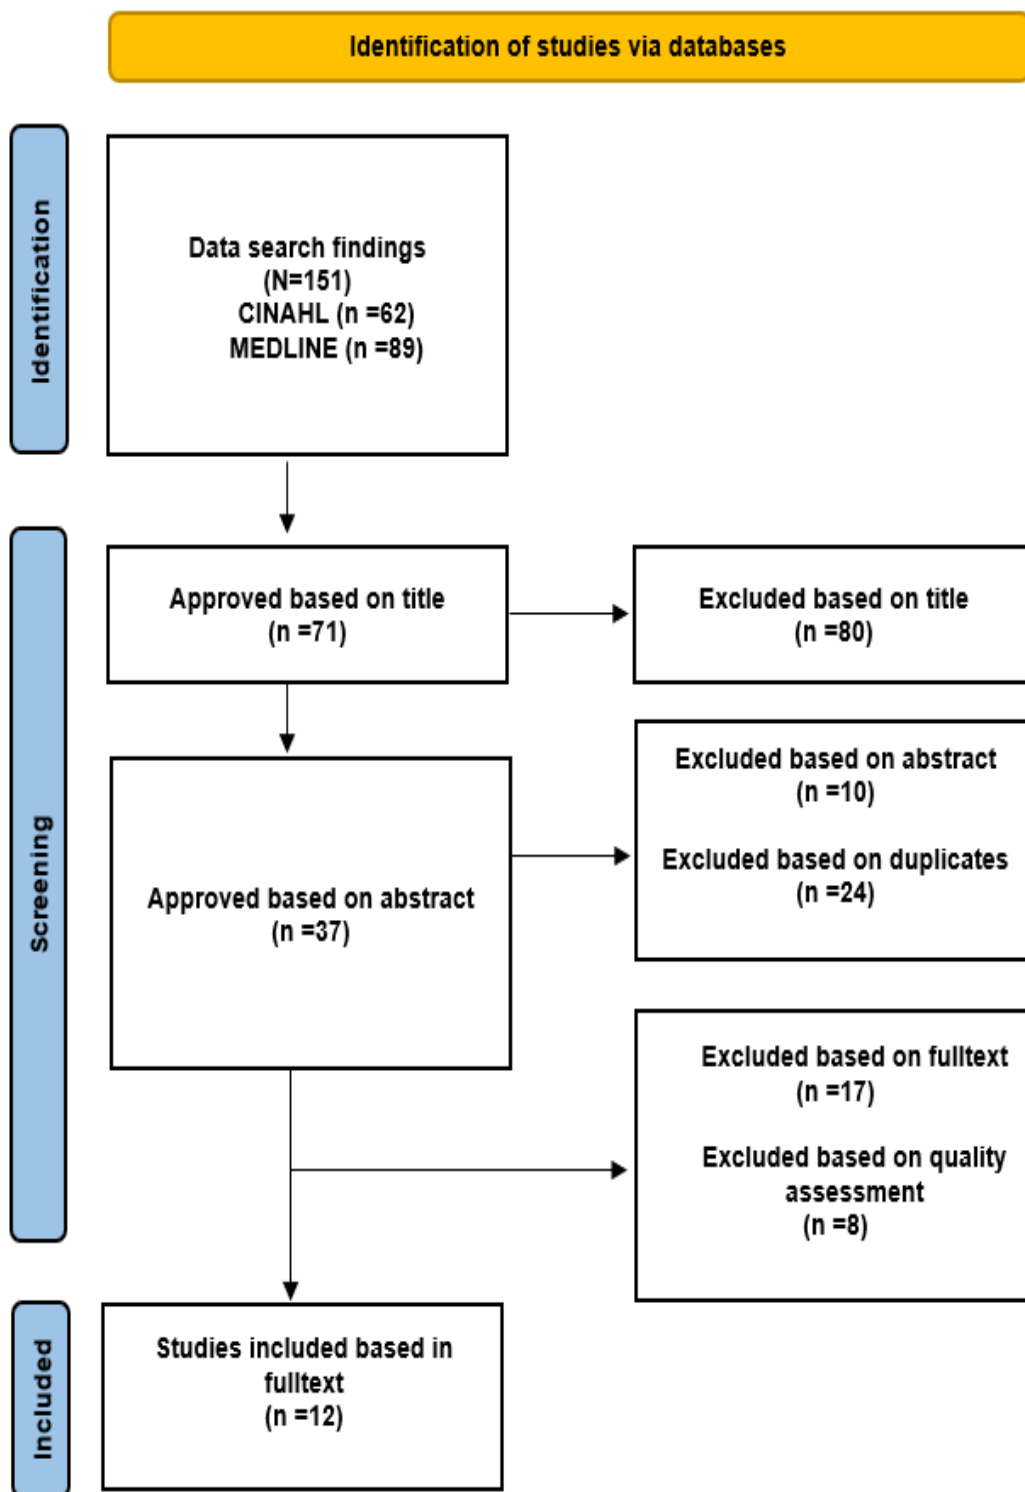 Identification of studies via databases
Identification
Data search findings
(N=151)
CINAHL (n =62)
MEDLINE (n =89)
Screening
Approved based on title
(n =71)
Excluded based on title
(n =80)
Approved based on abstract
(n =37)
Excluded based on abstract
(n =10)
Excluded based on duplicates
(n =24)
Excluded based on fulltext
(n =17)
Excluded based on quality
assessment
(n =8)
Included
Studies included based in
fulltext
(n =12)